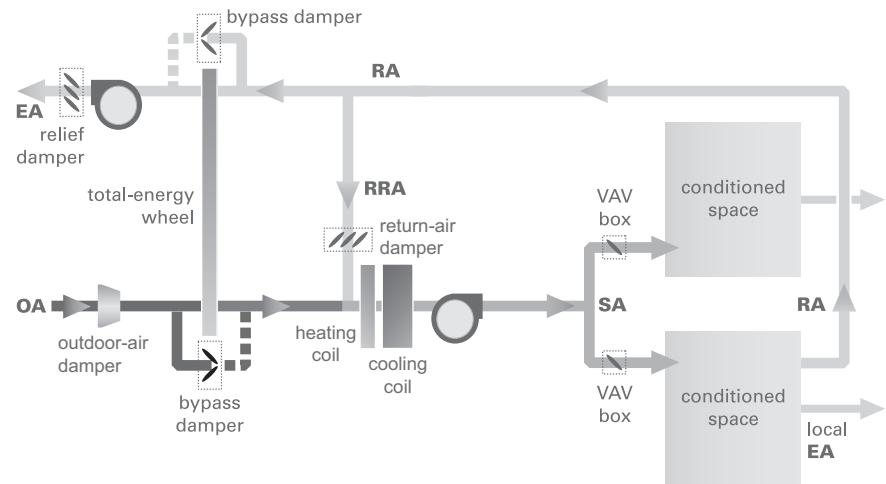 bypass damper
RA
EA
relief
damper
total-energy
wheel
RRA
return-air
damper
VAV
box
conditioned
space
OA
outdoor-air
damper
bypass
damper
heating
coil
cooling
coil
SA
RA
VAV
box
conditioned
space
local
EA